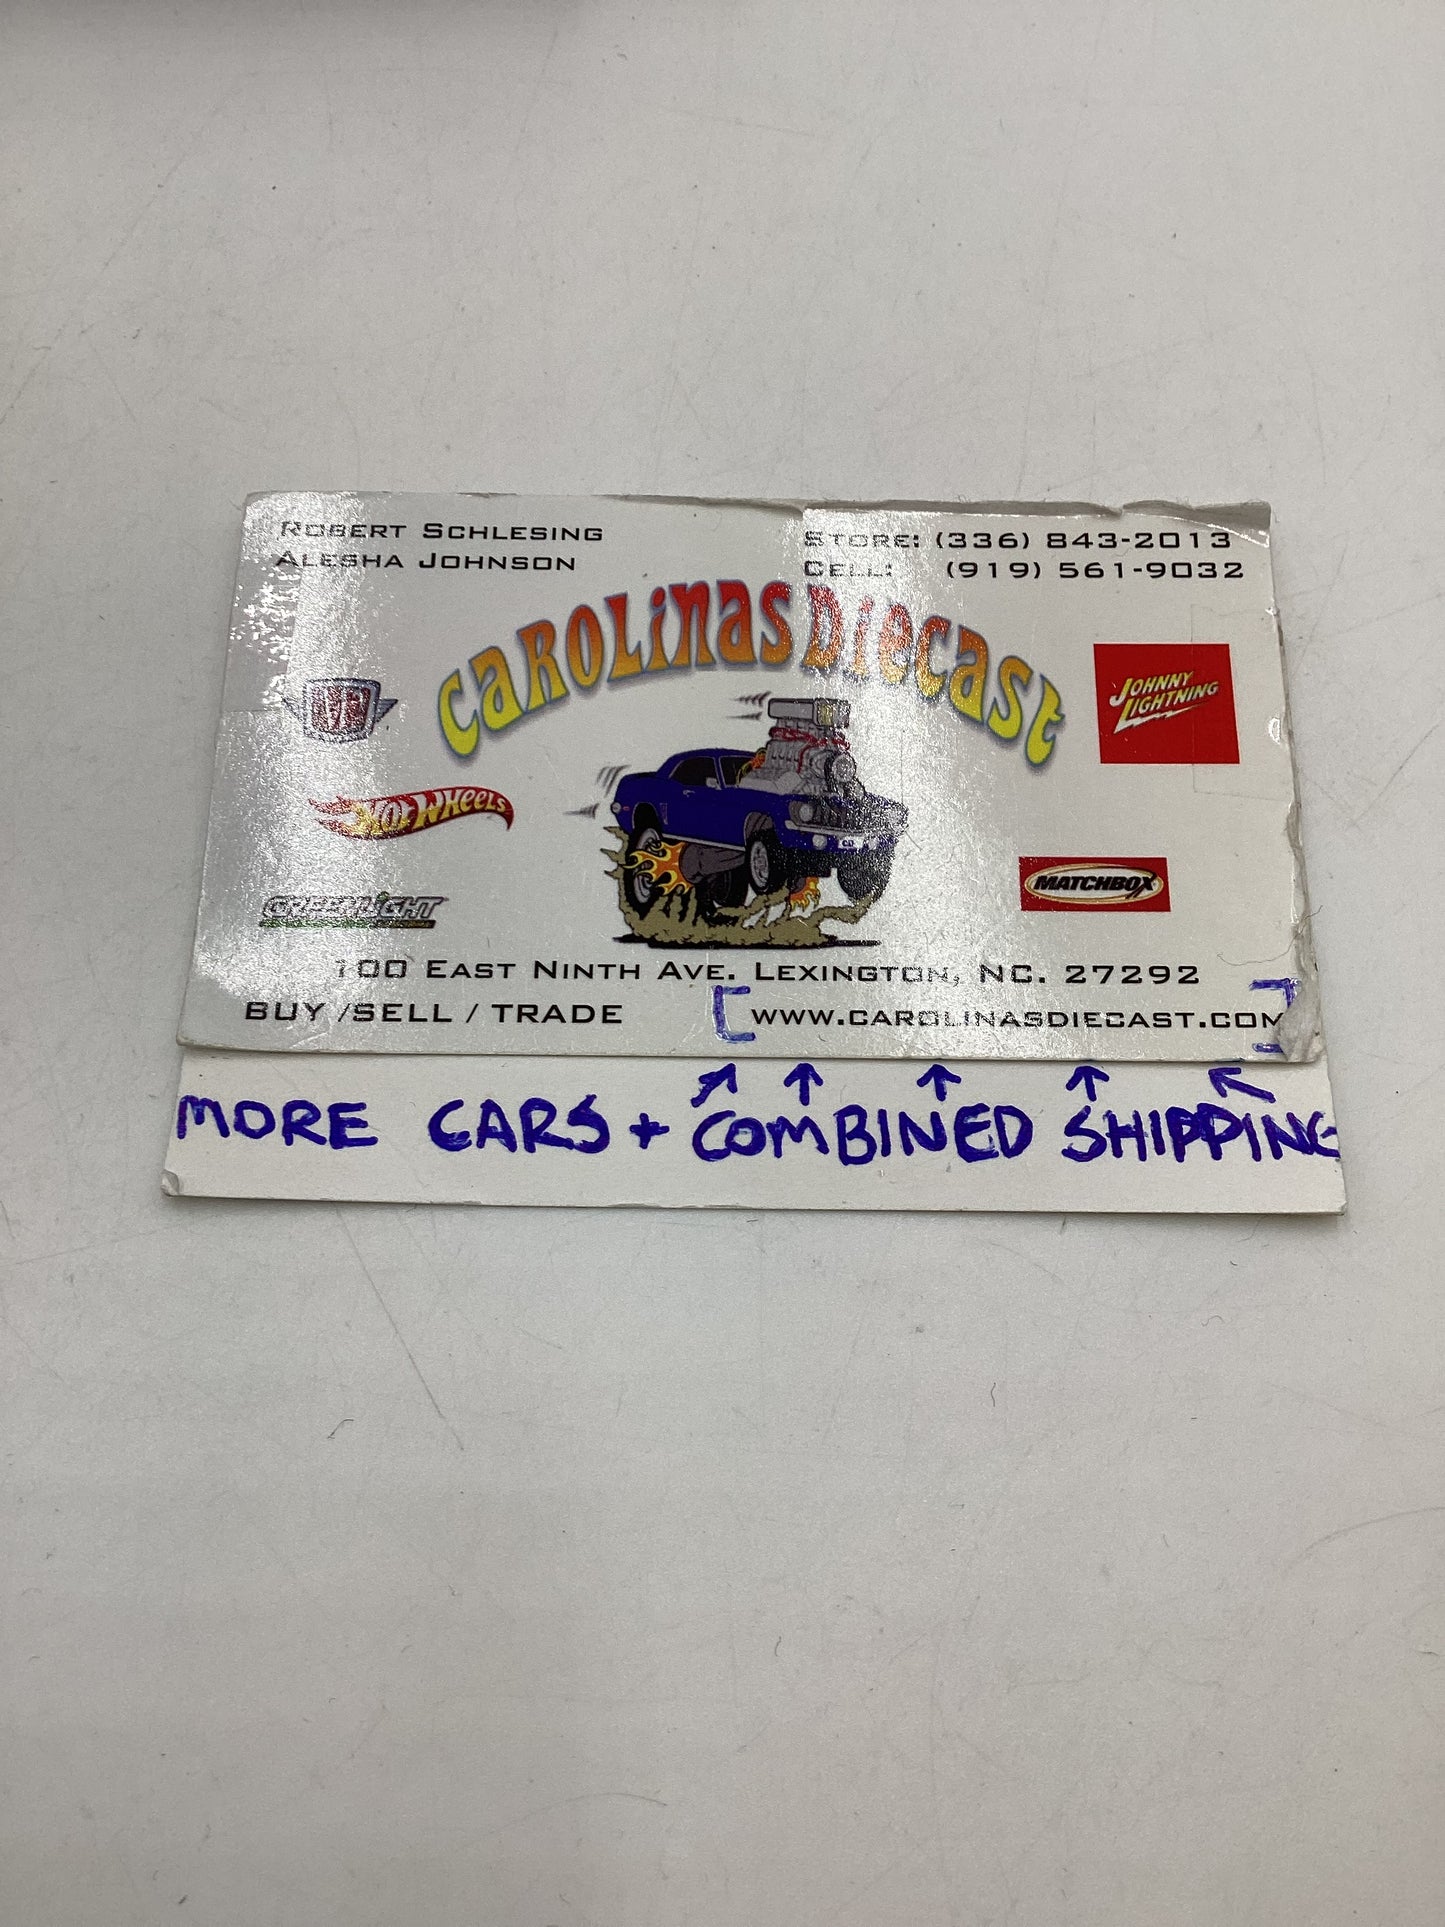 ROBERT SCHLESING
ALESHA JOHNSON
STORE: (336) 843-2013
CELL: (919) 561-9032
CAROLINAS DIECAST
JOHNNY
LIGHTNING
HOT WHEELS
MATCHBOX
GREENLIGHT
100 EAST NINTH AVE. LEXINGTON, NC. 27292
BUY /SELL / TRADE [WWW.CAROLINASDIECAST.COM]
MORE CARS + COMBINED SHIPPING